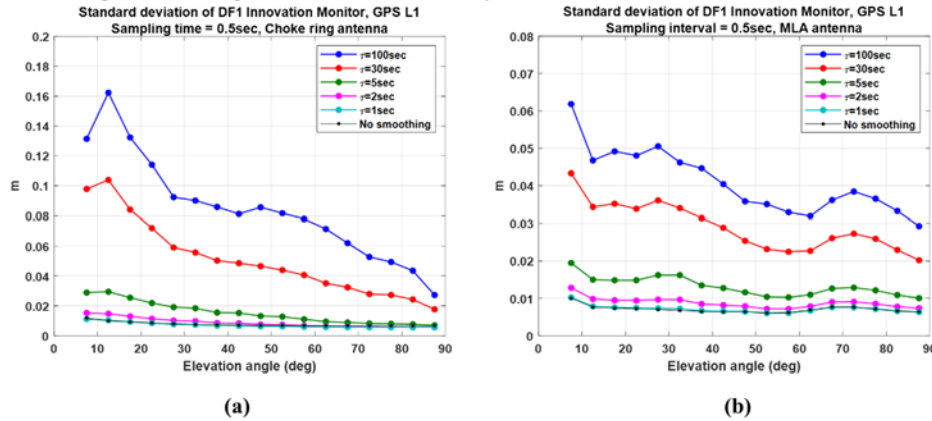 Standard deviation of DF1 Innovation Monitor, GPS L1
Sampling time = 0.5sec, Choke ring antenna
0.2
0.18
0.16
0.14
0.12
0.1
0.08
0.06
0.04
0.02
0
m
τ=100sec
τ=30sec
τ=5sec
τ=2sec
τ=1sec
No smoothing
0 10 20 30 40 50 60 70 80 90
Elevation angle (deg)
(a)
Standard deviation of DF1 Innovation Monitor, GPS L1
Sampling interval = 0.5sec, MLA antenna
0.08
0.07
0.06
0.05
0.04
0.03
0.02
0.01
0
m
τ=100sec
τ=30sec
τ=5sec
τ=2sec
τ=1sec
No smoothing
0 10 20 30 40 50 60 70 80 90
Elevation angle (deg)
(b)